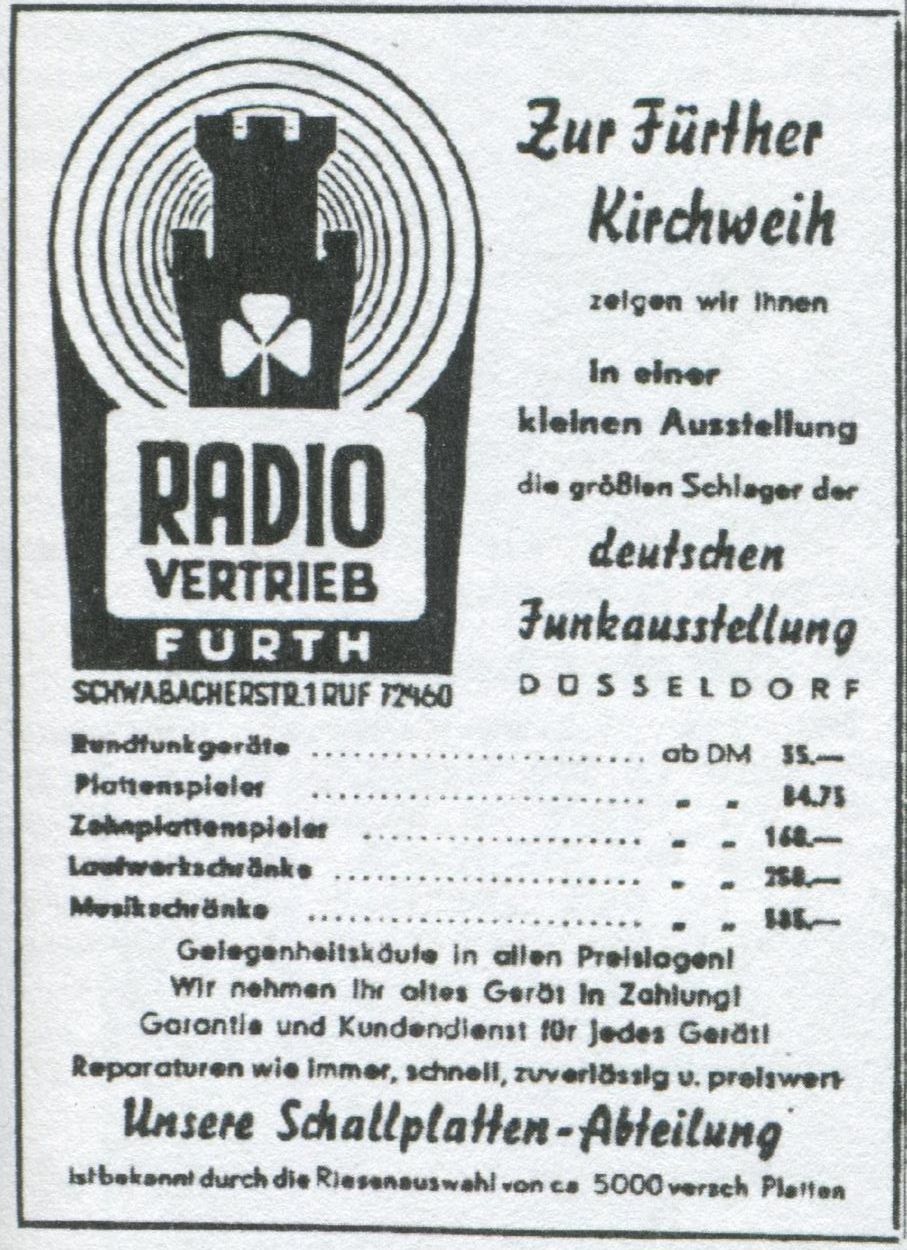 Zur Fürther
Kirchweih
zeigen wir Ihnen
in einer
kleinen Ausstellung
die größten Schlager der
deutschen
Funkausstellung
DÜSSELDORF
RADIO
VERTRIEB
FÜRTH
SCHWABACHERSTR.1 RUF 72460
Rundfunkgeräte ab DM
Plattenspieler " " 84.75
Zehnplattenspieler " " 168.—
Laufwerkschränke " "
Musikschränke " "
Gelegenheitskäufe in allen Preislagen!
Wir nehmen Ihr altes Gerät in Zahlung!
Garantie und Kundendienst für jedes Gerät!
Reparaturen wie immer, schnell, zuverlässig u. preiswert
Unsere Schallplatten-Abteilung
ist bekannt durch die Riesenauswahl von ca 5000 versch Platten